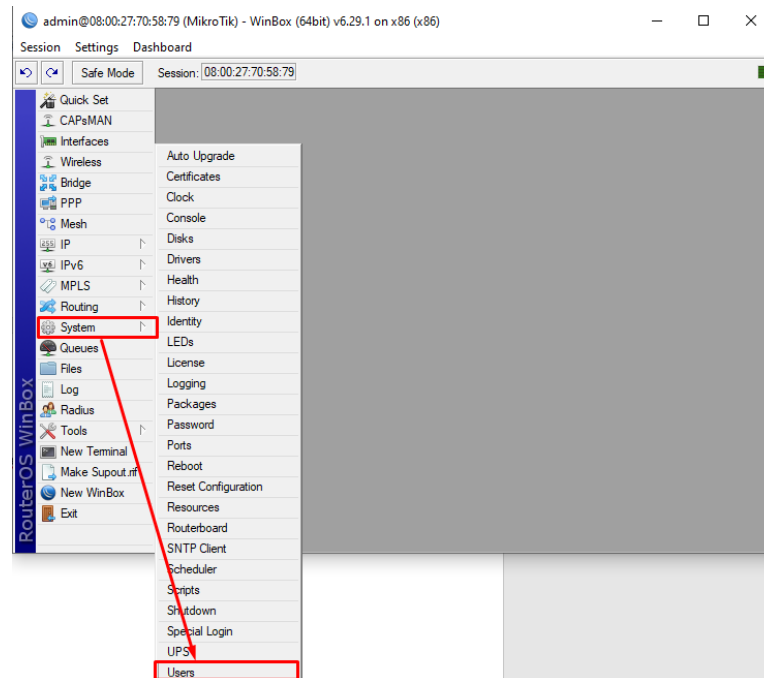 admin@08:00:27:70:58:79 (MikroTik) - WinBox (64bit) v6.29.1 on x86 (x86)
Session Settings Dashboard
Safe Mode Session: 08:00:27:70:58:79
Quick Set
CAPsMAN
Interfaces
Wireless
Bridge
PPP
Mesh
IP
IPv6
MPLS
Routing
System
Queues
Files
Log
Radius
Tools
New Terminal
Make Supout.rif
New WinBox
Exit
RouterOS WinBox
Auto Upgrade
Certificates
Clock
Console
Disks
Drivers
Health
History
Identity
LEDs
License
Logging
Packages
Password
Ports
Reboot
Reset Configuration
Resources
Routerboard
SNTP Client
Scheduler
Scripts
Shutdown
Special Login
UPS
Users